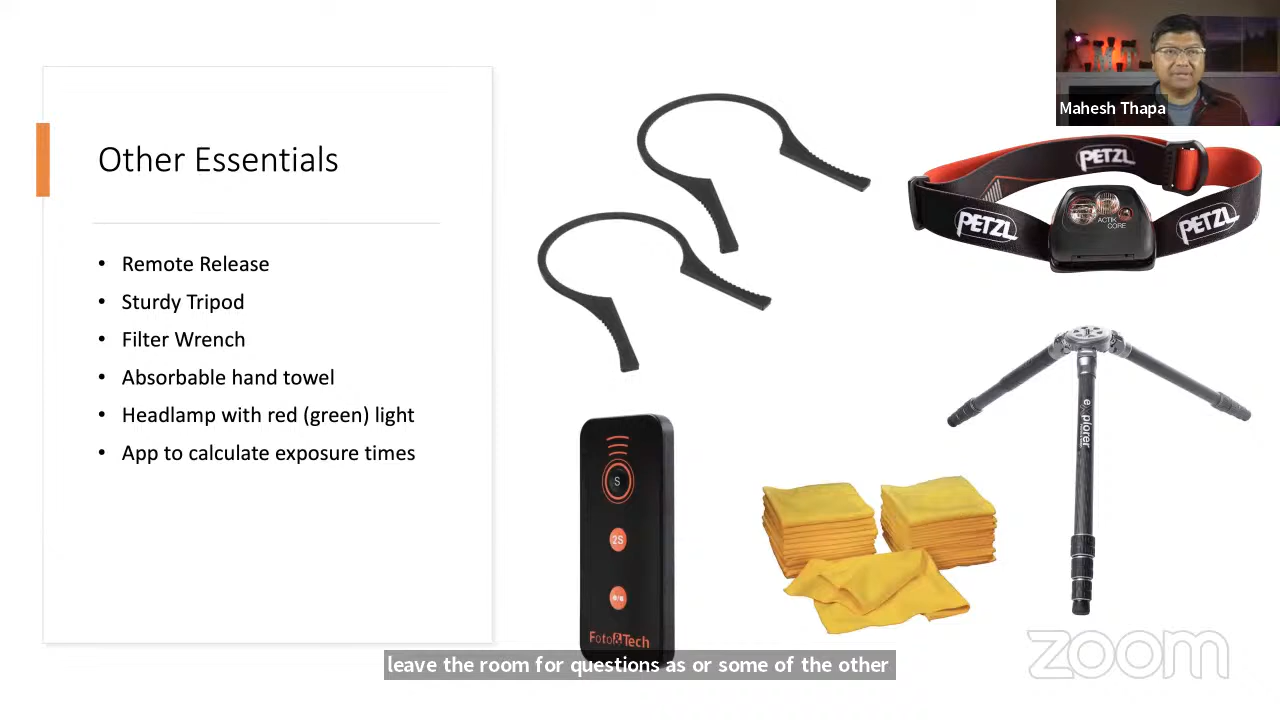 Mahesh Thapa
Other Essentials
• Remote Release
• Sturdy Tripod
• Filter Wrench
• Absorbable hand towel
• Headlamp with red (green) light
• App to calculate exposure times
PETZL
PETZL
ACTIK
CORE
PETZL
explorer
S
2S
Foto&Tech
zoom
leave the room for questions as or some of the other